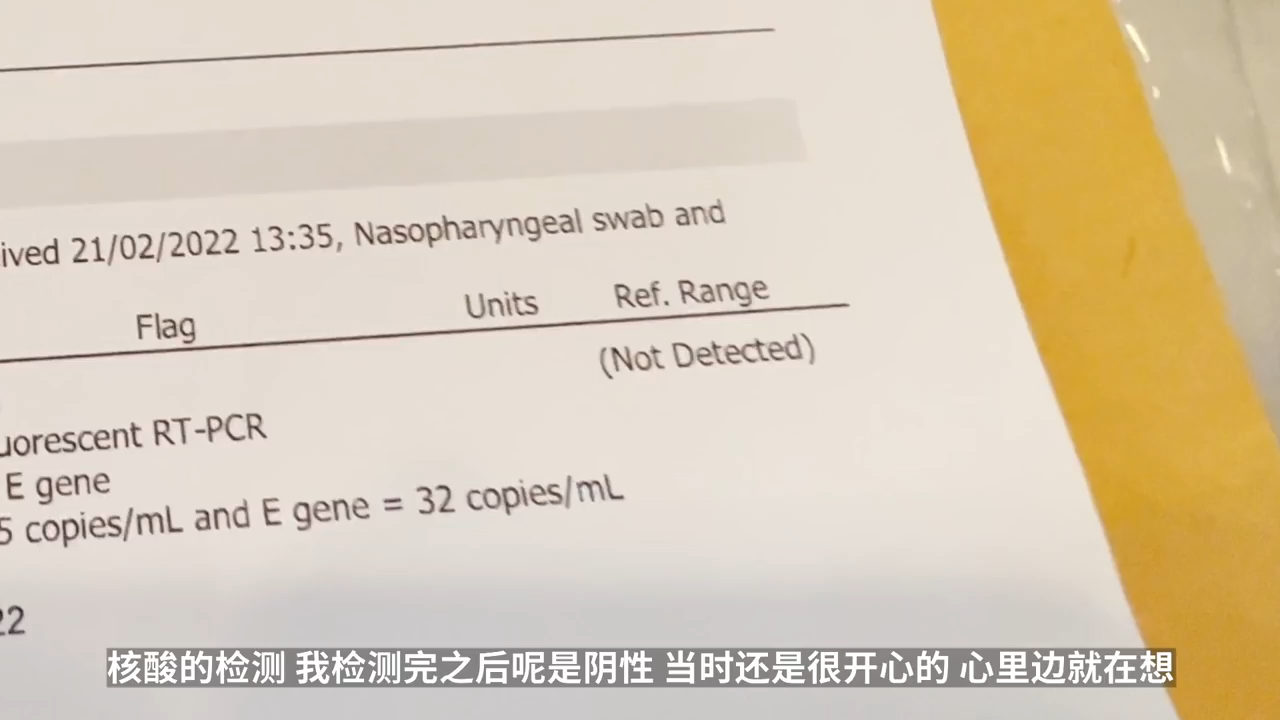 ived 21/02/2022 13:35, Nasopharyngeal swab and
Flag Units Ref. Range
(Not Detected)
uorescent RT-PCR
E gene
5 copies/mL and E gene = 32 copies/mL
22
核酸的检测 我检测完之后呢是阴性 当时还是很开心的 心里边就在想